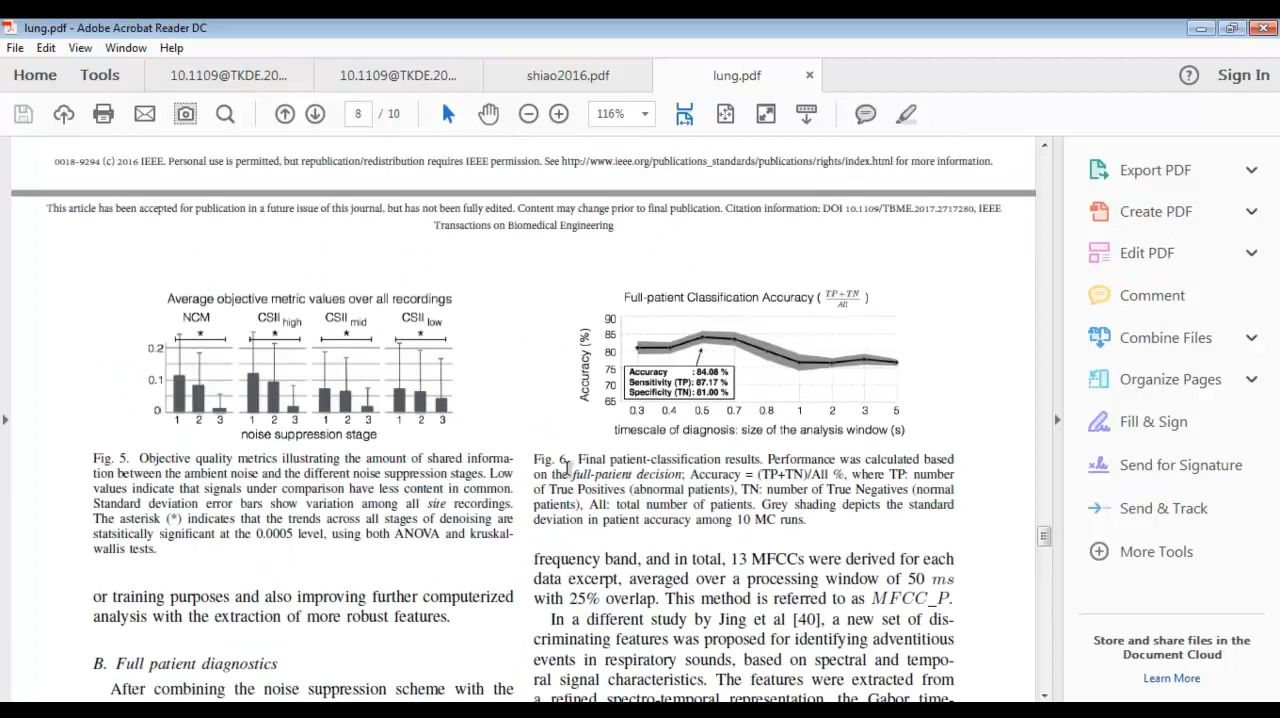 lung.pdf - Adobe Acrobat Reader DC
File Edit View Window Help
Home Tools 10.1109@TKDE.20... 10.1109@TKDE.20... shiao2016.pdf lung.pdf × ? Sign In
8 / 10 116%
0018-9294 (c) 2016 IEEE. Personal use is permitted, but republication/redistribution requires IEEE permission. See http://www.ieee.org/publications_standards/publications/rights/index.html for more information.
This article has been accepted for publication in a future issue of this journal, but has not been fully edited. Content may change prior to final publication. Citation information: DOI 10.1109/TBME.2017.2717280, IEEE
Transactions on Biomedical Engineering
Average objective metric values over all recordings
NCM CSII high CSII mid CSII low
* * * *
0.2
0.1
0
1 2 3 1 2 3 1 2 3 1 2 3
noise suppression stage
Fig. 5. Objective quality metrics illustrating the amount of shared informa-
tion between the ambient noise and the different noise suppression stages. Low
values indicate that signals under comparison have less content in common.
Standard deviation error bars show variation among all site recordings.
The asterisk (*) indicates that the trends across all stages of denoising are
statsitically significant at the 0.0005 level, using both ANOVA and kruskal-
wallis tests.
or training purposes and also improving further computerized
analysis with the extraction of more robust features.
B. Full patient diagnostics
After combining the noise suppression scheme with the
Full-patient Classification Accuracy ( TP+TN / All )
Accuracy (%)
90
85
80
75
70
65
Accuracy : 84.08 %
Sensitivity (TP): 87.17 %
Specificity (TN): 81.00 %
0.3 0.4 0.5 0.7 0.8 1 2 3 5
timescale of diagnosis: size of the analysis window (s)
Fig. 6. Final patient-classification results. Performance was calculated based
on the full-patient decision; Accuracy = (TP+TN)/All %, where TP: number
of True Positives (abnormal patients), TN: number of True Negatives (normal
patients), All: total number of patients. Grey shading depicts the standard
deviation in patient accuracy among 10 MC runs.
frequency band, and in total, 13 MFCCs were derived for each
data excerpt, averaged over a processing window of 50 ms
with 25% overlap. This method is referred to as MFCC_P.
In a different study by Jing et al [40], a new set of dis-
criminating features was proposed for identifying adventitious
events in respiratory sounds, based on spectral and tempo-
ral signal characteristics. The features were extracted from
a refined spectro-temporal representation, the Gabor time-
Export PDF
Create PDF
Edit PDF
Comment
Combine Files
Organize Pages
Fill & Sign
Send for Signature
Send & Track
More Tools
Store and share files in the
Document Cloud
Learn More